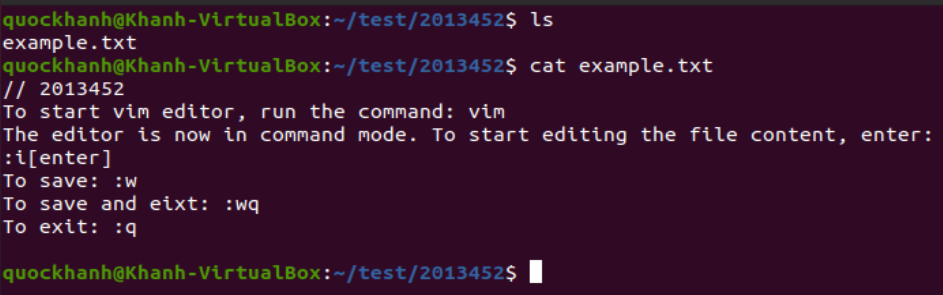 quockhanh@Khanh-VirtualBox:~/test/2013452$ ls
example.txt
quockhanh@Khanh-VirtualBox:~/test/2013452$ cat example.txt
// 2013452
To start vim editor, run the command: vim
The editor is now in command mode. To start editing the file content, enter:
:i[enter]
To save: :w
To save and eixt: :wq
To exit: :q
quockhanh@Khanh-VirtualBox:~/test/2013452$